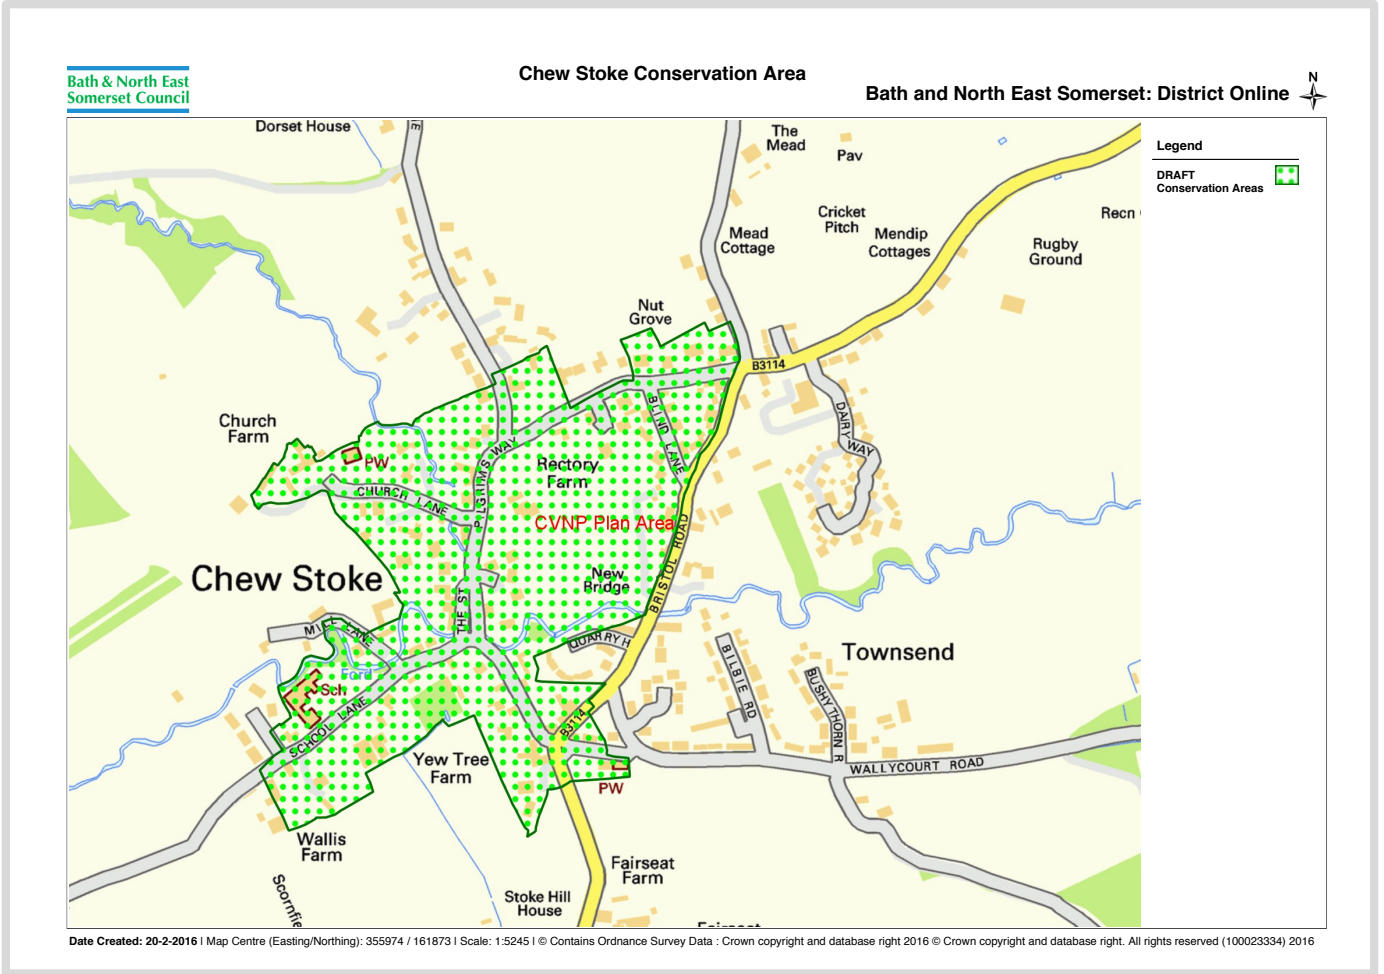 Bath & North East
Somerset Council
Chew Stoke Conservation Area
Bath and North East Somerset: District Online
N
Legend
DRAFT
Conservation Areas
Dorset House
E
The
Mead
Pav
Cricket
Pitch
Mead
Cottage
Mendip
Cottages
Recn
Rugby
Ground
Nut
Grove
B3114
BLIND LANE
DAIRY WAY
Church
Farm
PW
PILGRIMS WAY
Rectory
Farm
CHURCH LANE
CVNP Plan Area
BRISTOL ROAD
Chew Stoke
New
Bridge
THE ST
MILL LANE
QUARRY H
Townsend
Ford
Sch
BILBIE RD
BUSHYTHORN R
SCHOOL LANE
B3114
Yew Tree
Farm
WALLYCOURT ROAD
PW
Wallis
Farm
Fairseat
Farm
Scornfie
Stoke Hill
House
Fairseat
Date Created: 20-2-2016 | Map Centre (Easting/Northing): 355974 / 161873 | Scale: 1:5245 | © Contains Ordnance Survey Data : Crown copyright and database right 2016 © Crown copyright and database right. All rights reserved (100023334) 2016